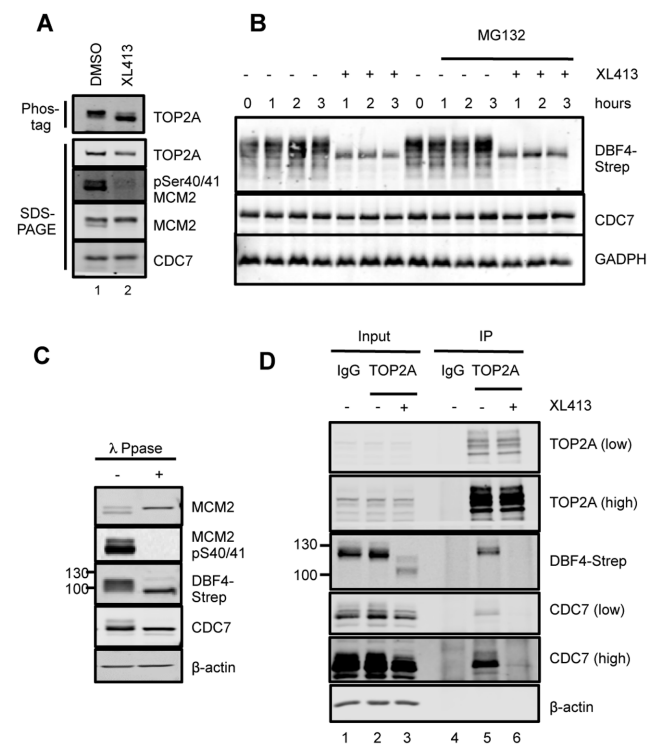 A
DMSO
XL413
Phos-
tag
TOP2A
TOP2A
pSer40/41
MCM2
SDS-
PAGE
MCM2
CDC7
1 2
B
MG132
- - - - + + + - - - - + + + XL413
0 1 2 3 1 2 3 0 1 2 3 1 2 3 hours
DBF4-
Strep
CDC7
GADPH
C
λ Ppase
- +
MCM2
MCM2
pS40/41
130
100
DBF4-
Strep
CDC7
β-actin
D
Input IP
IgG TOP2A IgG TOP2A
- - + - - + XL413
TOP2A (low)
TOP2A (high)
130
100
DBF4-Strep
CDC7 (low)
CDC7 (high)
β-actin
1 2 3 4 5 6